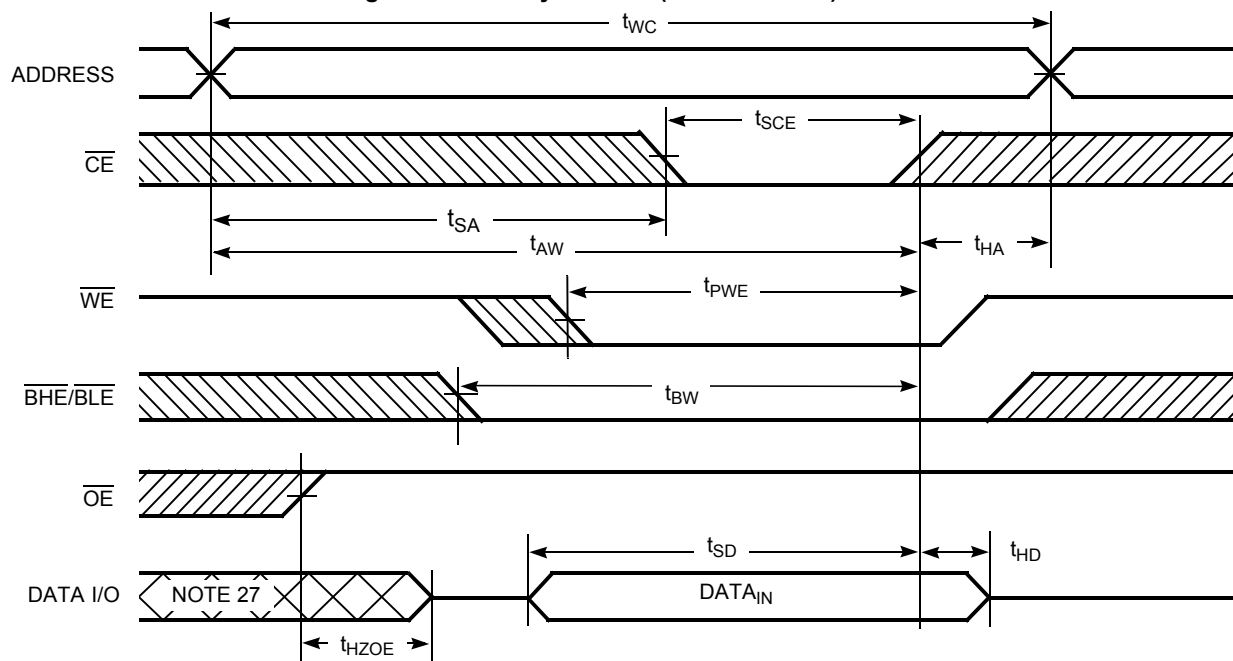 tWC
ADDRESS
tSCE
CE
tSA
tAW
tHA
WE
tPWE
BHE/BLE
tBW
OE
tSD
tHD
DATA I/O
NOTE 27
DATAIN
tHZOE